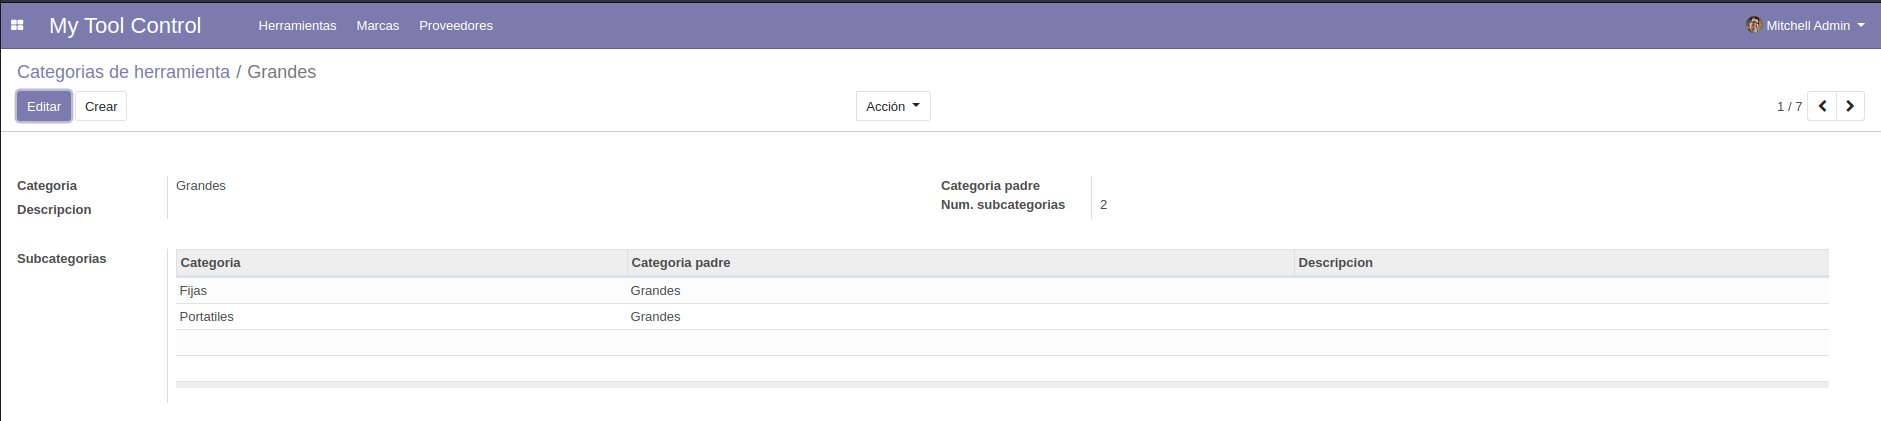 My Tool Control Herramientas Marcas Proveedores Mitchell Admin
Categorias de herramienta / Grandes
Editar Crear Acción 1 / 7
Categoria Grandes Categoria padre
Descripcion Num. subcategorias 2
Subcategorias Categoria Categoria padre Descripcion
Fijas Grandes
Portatiles Grandes